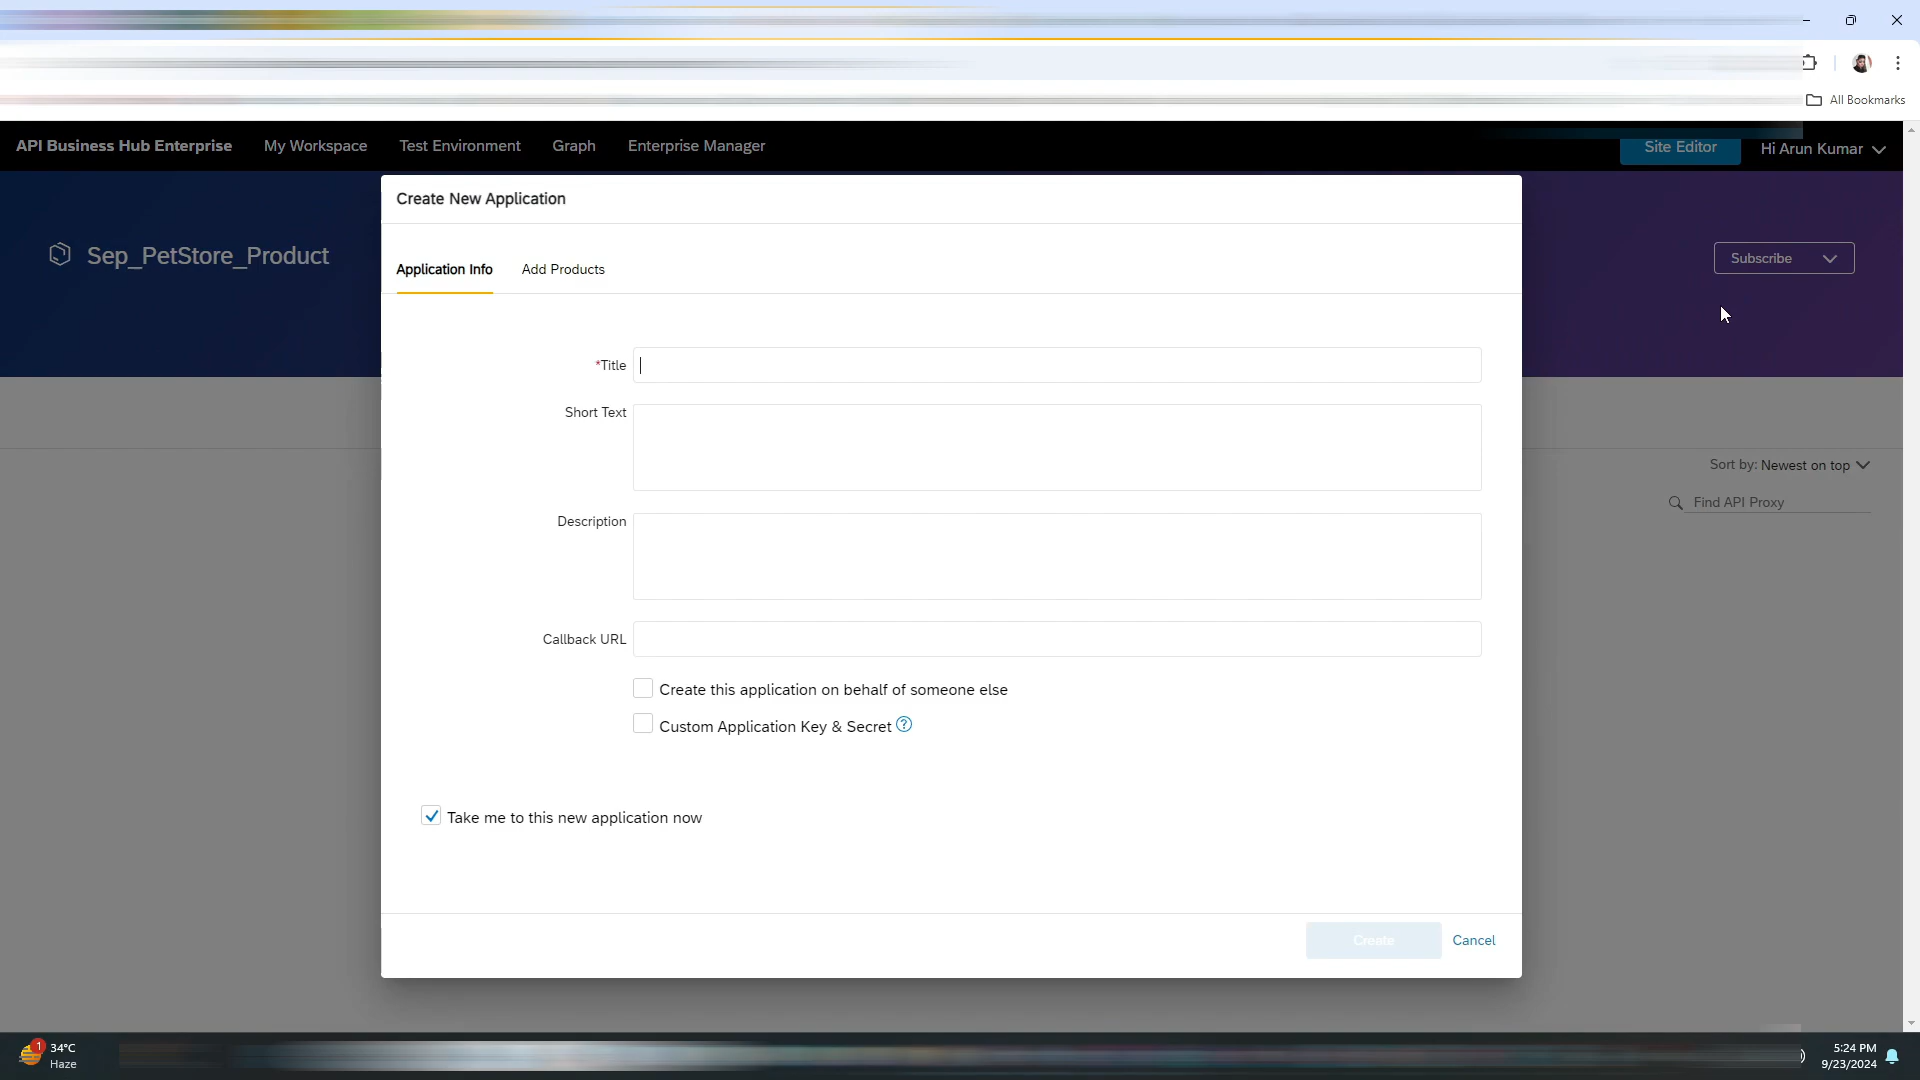 All Bookmarks
API Business Hub Enterprise My Workspace Test Environment Graph Enterprise Manager Site Editor Hi Arun Kumar
Create New Application
Sep_PetStore_Product
Subscribe
Application Info Add Products
*Title
Short Text
Sort by: Newest on top
Find API Proxy
Description
Callback URL
Create this application on behalf of someone else
Custom Application Key & Secret ?
Take me to this new application now
Create Cancel
1
34°C
Haze
5:24 PM
9/23/2024